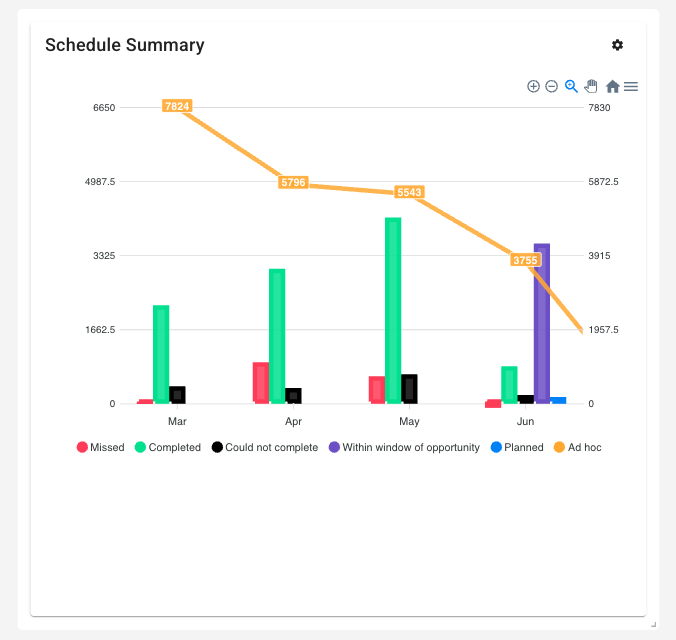 Schedule Summary
6650 7824 7830
4987.5 5796 5543 5872.5
3325 3755 3915
1662.5 1957.5
0 0
Mar Apr May Jun
Missed Completed Could not complete Within window of opportunity Planned Ad hoc